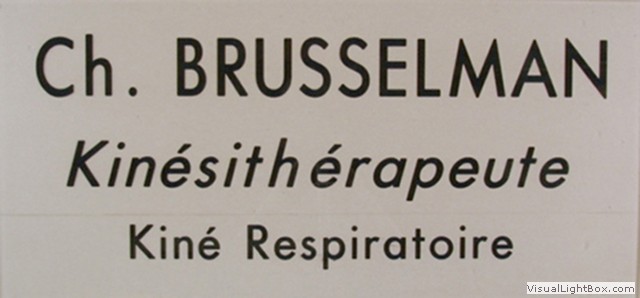 Ch. BRUSSELMAN
Kinésithérapeute
Kiné Respiratoire
VisualLightBox.com